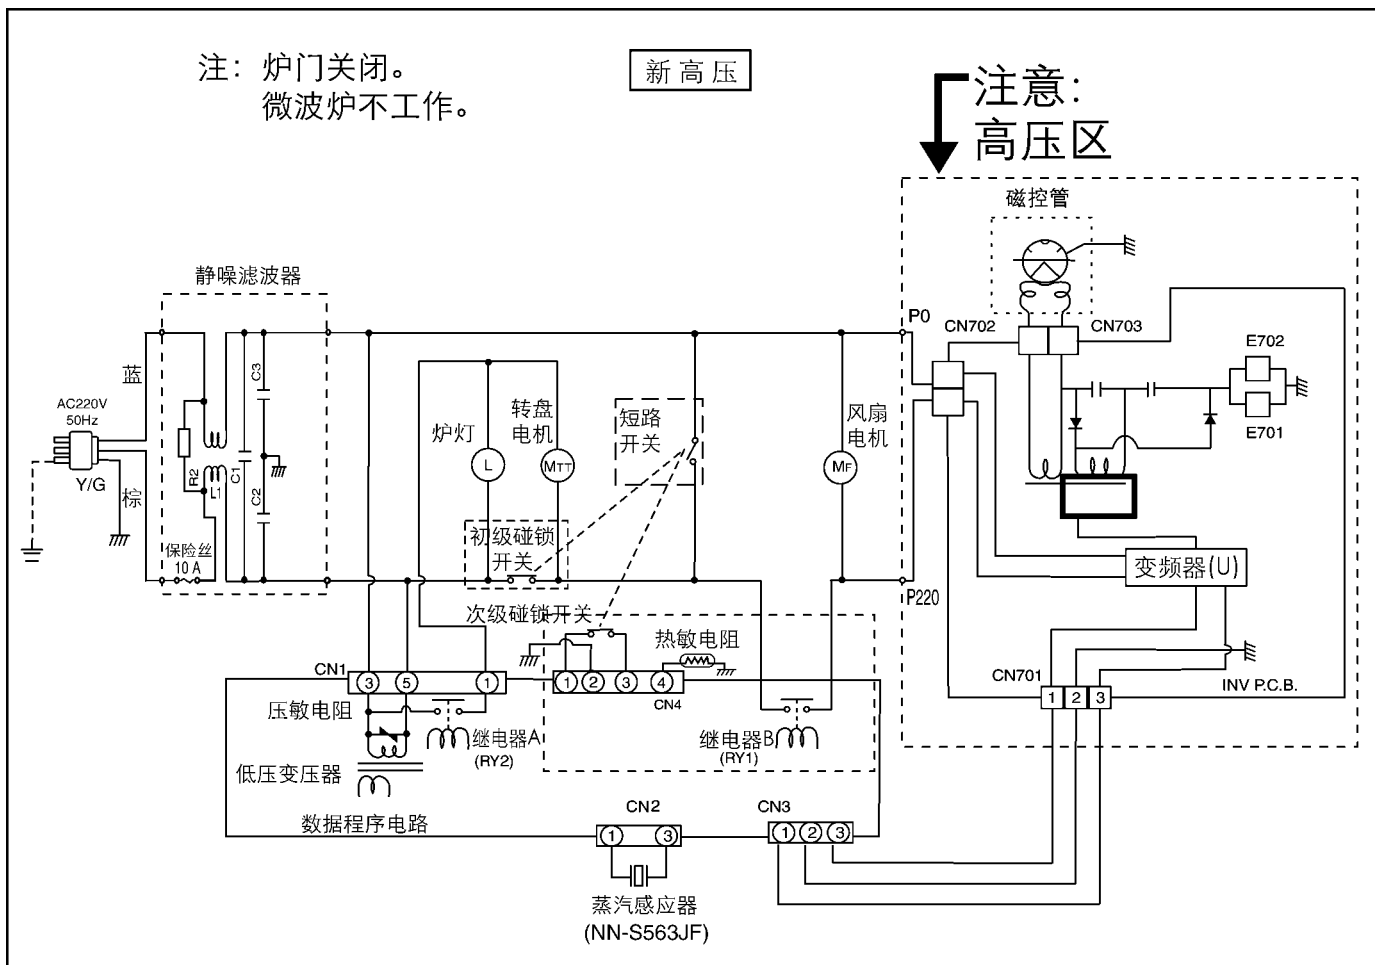 注：炉门关闭。
微波炉不工作。
新高压
注意：
高压区
磁控管
静噪滤波器
P0
CN702
CN703
E702
E701
蓝
AC220V
50Hz
Y/G
棕
R2
L1
C1
C3
C2
保险丝
10 A
炉灯
L
转盘
电机
MTT
短路
开关
风扇
电机
MF
初级碰锁
开关
次级碰锁开关
P220
变频器(U)
热敏电阻
CN1
3
5
1
1
2
3
4
CN4
CN701
1
2
3
INV P.C.B.
压敏电阻
继电器A
(RY2)
继电器B
(RY1)
低压变压器
数据程序电路
CN2
1
3
CN3
1
2
3
蒸汽感应器
(NN-S563JF)